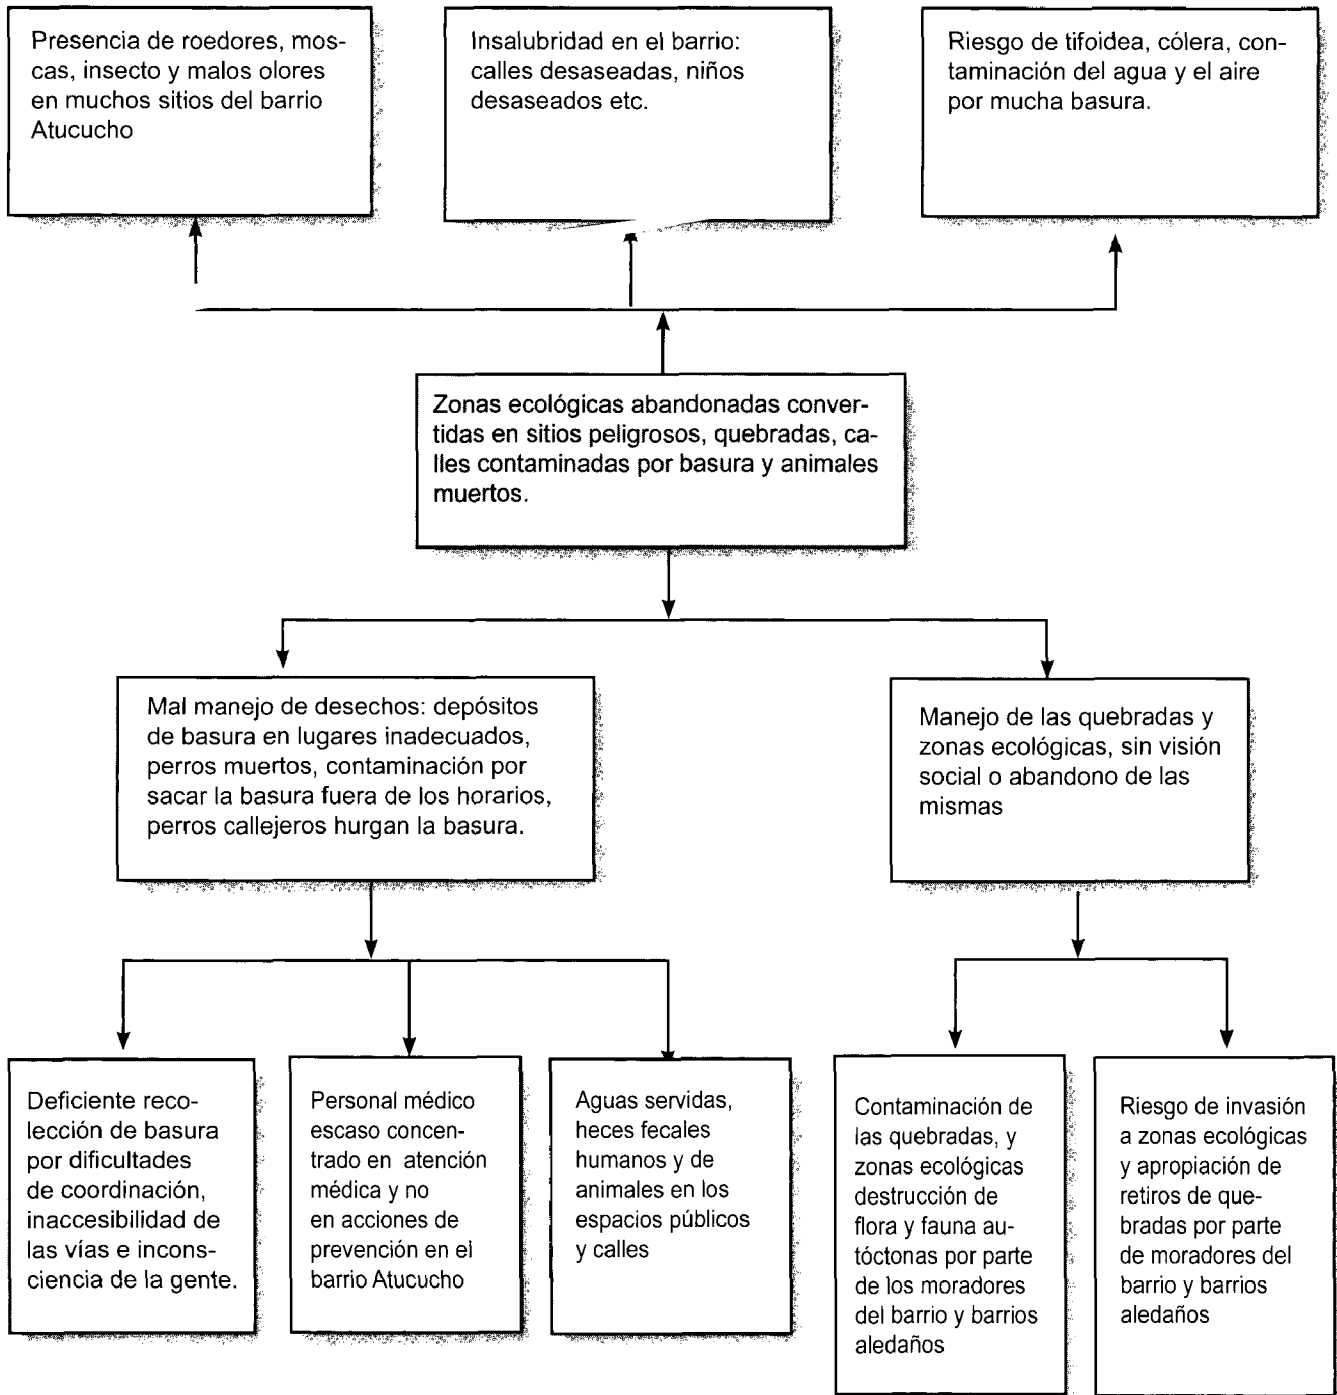 Presencia de roedores, mos-
cas, insecto y malos olores
en muchos sitios del barrio
Atucucho
Insalubridad en el barrio:
calles desaseadas, niños
desaseados etc.
Riesgo de tifoidea, cólera, con-
taminación del agua y el aire
por mucha basura.
Zonas ecológicas abandonadas conver-
tidas en sitios peligrosos, quebradas, ca-
lles contaminadas por basura y animales
muertos.
Mal manejo de desechos: depósitos
de basura en lugares inadecuados,
perros muertos, contaminación por
sacar la basura fuera de los horarios,
perros callejeros hurgan la basura.
Manejo de las quebradas y
zonas ecológicas, sin visión
social o abandono de las
mismas
Deficiente reco-
lección de basura
por dificultades
de coordinación,
inaccesibilidad de
las vías e incons-
ciencia de la gente.
Personal médico
escaso concen-
trado en atención
médica y no
en acciones de
prevención en el
barrio Atucucho
Aguas servidas,
heces fecales
humanos y de
animales en los
espacios públicos
y calles
Contaminación de
las quebradas, y
zonas ecológicas
destrucción de
flora y fauna au-
tóctonas por parte
de los moradores
del barrio y barrios
aledaños
Riesgo de invasión
a zonas ecológicas
y apropiación de
retiros de que-
bradas por parte
de moradores del
barrio y barrios
aledaños